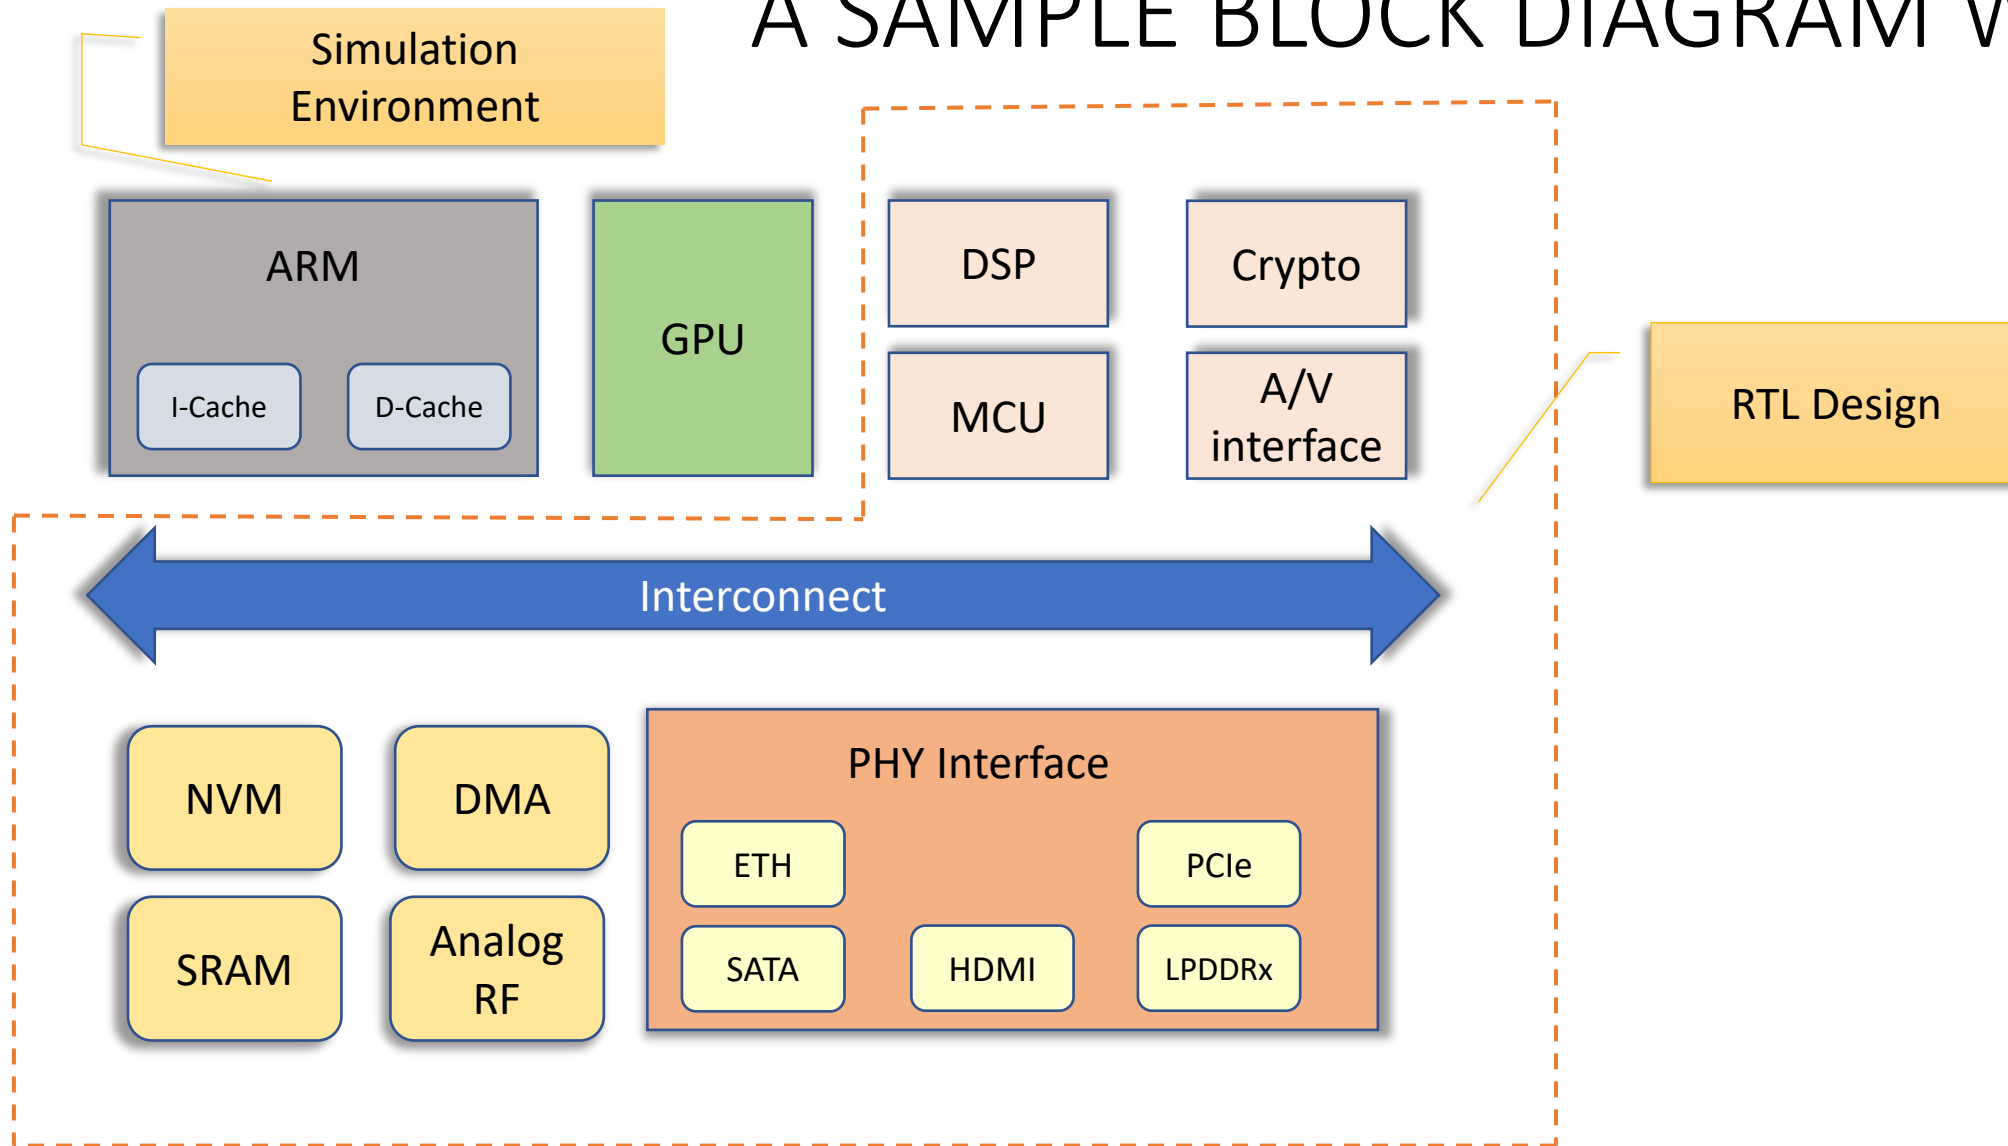 A SAMPLE BLOCK DIAGRAM W
Simulation
Environment
ARM
I-Cache
D-Cache
GPU
DSP
Crypto
MCU
A/V
interface
RTL Design
Interconnect
NVM
DMA
SRAM
Analog
RF
PHY Interface
ETH
PCIe
SATA
HDMI
LPDDRx